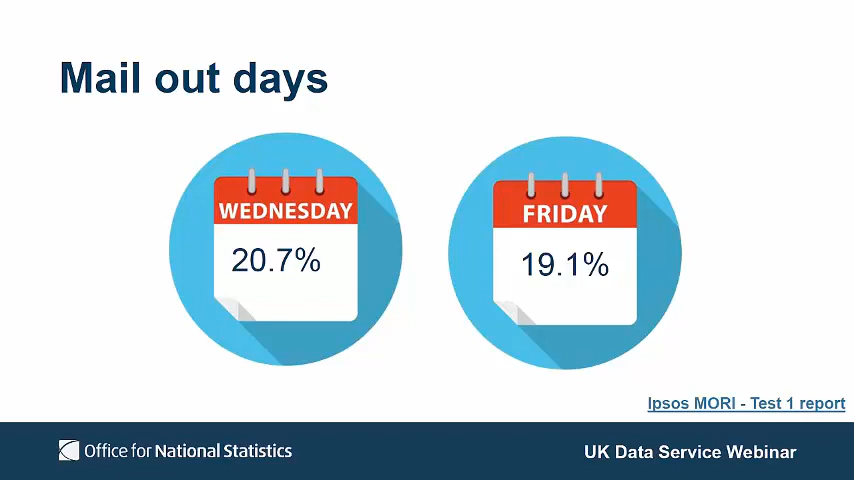 Mail out days
WEDNESDAY
20.7%
FRIDAY
19.1%
Ipsos MORI - Test 1 report
Office for National Statistics
UK Data Service Webinar